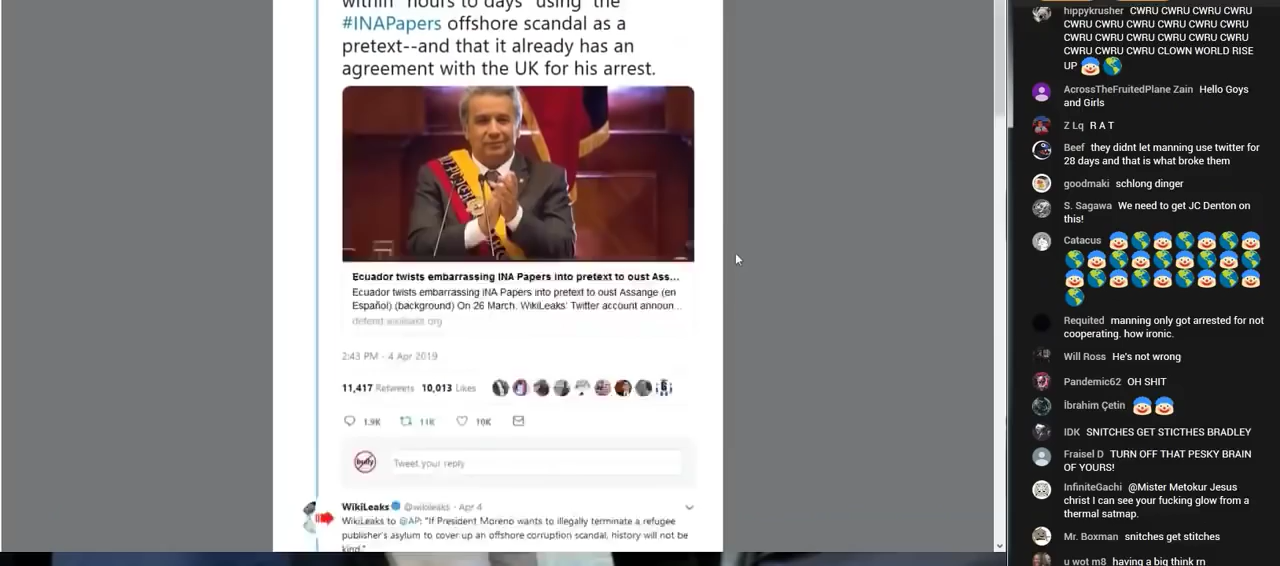 within "hours to days" using the
#INAPapers offshore scandal as a
pretext--and that it already has an
agreement with the UK for his arrest.
Ecuador twists embarrassing INA Papers into pretext to oust Ass...
Ecuador twists embarrassing INA Papers into pretext to oust Assange (en
Español) (background) On 26 March, WikiLeaks' Twitter account announ...
defend.wikileaks.org
2:43 PM - 4 Apr 2019
11,417 Retweets 10,013 Likes
1.9K 11K 10K
Tweet your reply
WikiLeaks @wikileaks · Apr 4
WikiLeaks to @AP: "If President Moreno wants to illegally terminate a refugee
publisher's asylum to cover up an offshore corruption scandal, history will not be
kind."
hippykrusher CWRU CWRU CWRU CWRU
CWRU CWRU CWRU CWRU CWRU CWRU
CWRU CWRU CWRU CWRU CWRU CWRU
CWRU CWRU CWRU CLOWN WORLD RISE
UP 🤡 🌎
AcrossTheFruitedPlane Zain Hello Goys
and Girls
Z Lq R A T
Beef they didnt let manning use twitter for
28 days and that is what broke them
goodmaki schlong dinger
S. Sagawa We need to get JC Denton on
this!
Catacus 🤡🌎🤡🌎🤡🌎🤡
🌎🤡🌎🤡🌎🤡🌎🤡🌎
🤡🌎🤡🌎🤡🌎🤡🌎🤡
🌎
Requited manning only got arrested for not
cooperating. how ironic.
Will Ross He's not wrong
Pandemic62 OH SHIT
İbrahim Çetin 🤡🤡
IDK SNITCHES GET STICTHES BRADLEY
Fraisel D TURN OFF THAT PESKY BRAIN
OF YOURS!
InfiniteGachi @Mister Metokur Jesus
christ I can see your fucking glow from a
thermal satmap.
Mr. Boxman snitches get stitches
u wot m8 having a big think rn